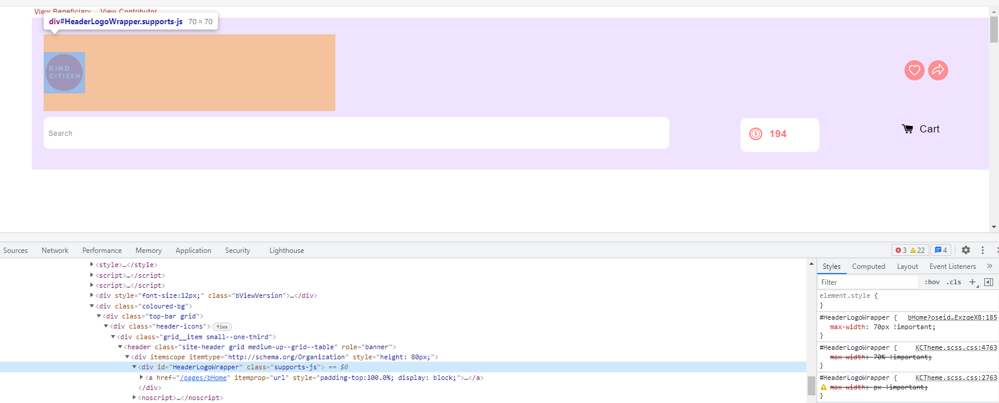 View Beneficiary View Contributor
div#HeaderLogoWrapper.supports-js 70 × 70
KIND
CITIZEN
Search
194
Cart
Sources Network Performance Memory Application Security Lighthouse 3 22 4
<style>…</style>
<script>…</script>
<script>…</script>
<div style="font-size:12px;" class="bViewVersion">…</div>
<div class="coloured-bg">
<div class="top-bar grid">
<div class="header-icons"> flex
<div class="grid__item small--one-third">
<header class="site-header grid medium-up--grid--table" role="banner">
<div itemscope itemtype="http://schema.org/Organization" style="height: 80px;">
<div id="HeaderLogoWrapper" class="supports-js"> == $0
<a href="/pages/bHome" itemprop="url" style="padding-top:100.0%; display: block;">…</a>
</div>
<noscript>…</noscript>
Styles Computed Layout Event Listeners »
Filter :hov .cls +
element.style {
}
#HeaderLogoWrapper { bHome?oseid…ExzqeX8:185
max-width: 70px !important;
}
#HeaderLogoWrapper { KCTheme.scss.css:4763
max-width: 70% !important;
}
#HeaderLogoWrapper { KCTheme.scss.css:2763
max-width: px !important;
}